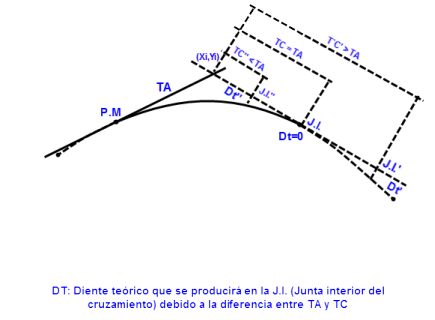 T'C'>TA
TC =TA
TC''<TA
(Xi,Yi)
TA
Dt''
J.I.''
P.M
J.I.
Dt=0
J.I.'
Dt'
DT: Diente teórico que se producirá en la J.I. (Junta interior del
cruzamiento) debido a la diferencia entre TA y TC